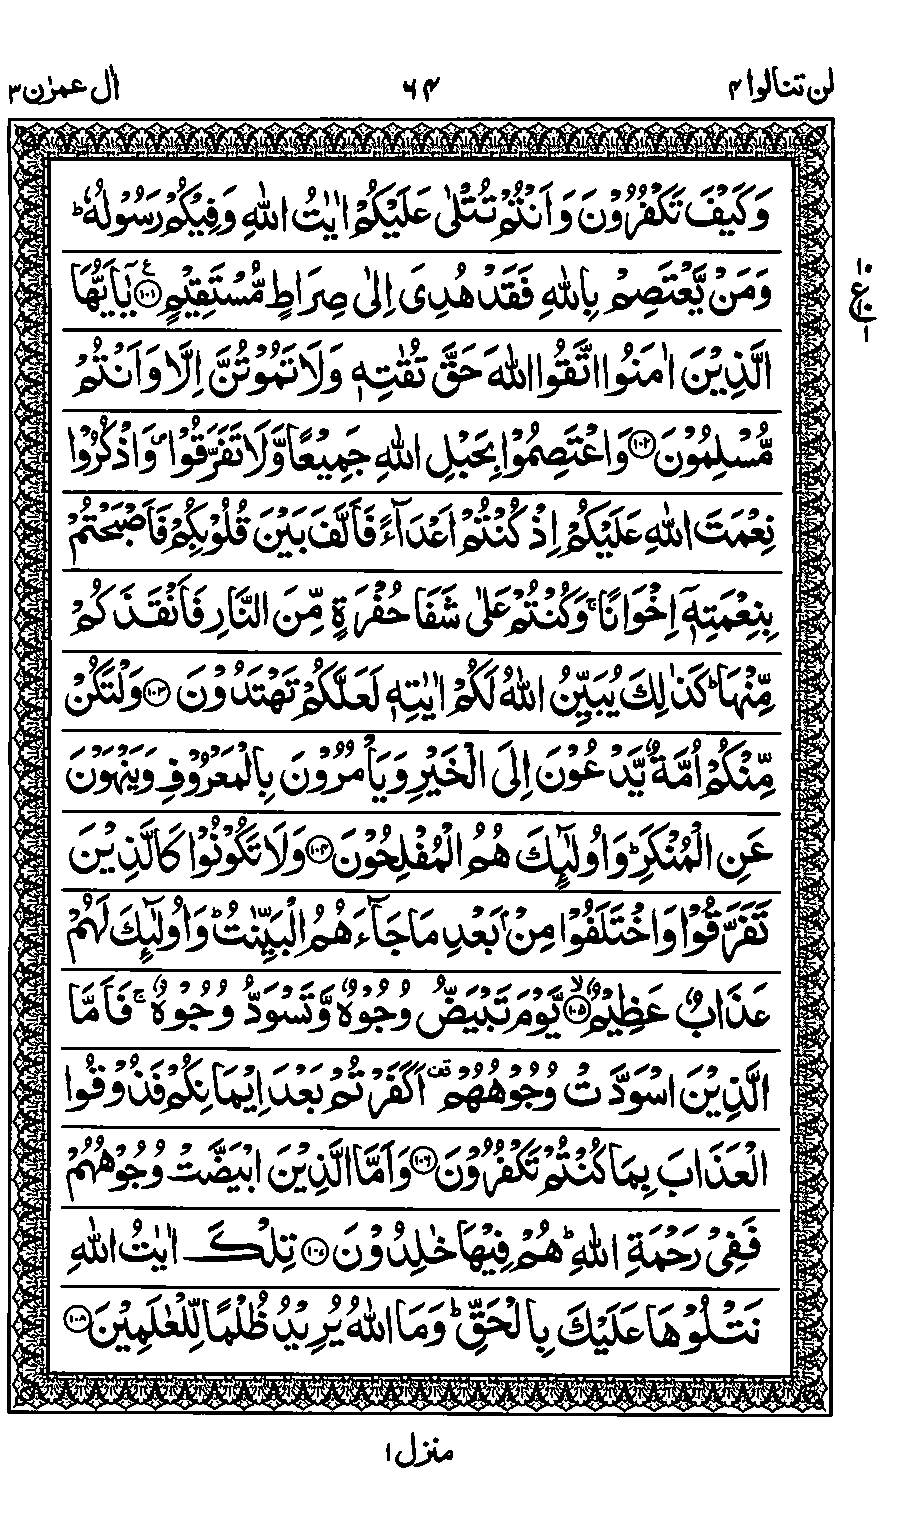 لن تنالوا ۴
۶۴
اٰل عمرٰن ۳
وَكَيْفَ تَكْفُرُوْنَ وَاَنْتُمْ تُتْلٰى عَلَيْكُمْ اٰيٰتُ اللّٰهِ وَفِيْكُمْ رَسُوْلُهٗ ؕ
وَمَنْ يَّعْتَصِمْ بِاللّٰهِ فَقَدْ هُدِىَ اِلٰى صِرَاطٍ مُّسْتَقِيْمٍ ۧ ﴿۱۰۱﴾ يٰۤاَيُّهَا
۱۰
ع
۱۰
۱
الَّذِيْنَ اٰمَنُوا اتَّقُوا اللّٰهَ حَقَّ تُقٰتِهٖ وَلَا تَمُوْتُنَّ اِلَّا وَاَنْتُمْ
مُّسْلِمُوْنَ ﴿۱۰۲﴾ وَاعْتَصِمُوْا بِحَبْلِ اللّٰهِ جَمِيْعًا وَّلَا تَفَرَّقُوْا ۪ وَاذْكُرُوْا
نِعْمَتَ اللّٰهِ عَلَيْكُمْ اِذْ كُنْتُمْ اَعْدَآءً فَاَلَّفَ بَيْنَ قُلُوْبِكُمْ فَاَصْبَحْتُمْ
بِنِعْمَتِهٖۤ اِخْوَانًا ۚ وَكُنْتُمْ عَلٰى شَفَا حُفْرَةٍ مِّنَ النَّارِ فَاَنْقَذَكُمْ
مِّنْهَا ؕ كَذٰلِكَ يُبَيِّنُ اللّٰهُ لَكُمْ اٰيٰتِهٖ لَعَلَّكُمْ تَهْتَدُوْنَ ﴿۱۰۳﴾ وَلْتَكُنْ
مِّنْكُمْ اُمَّةٌ يَّدْعُوْنَ اِلَى الْخَيْرِ وَيَاْمُرُوْنَ بِالْمَعْرُوْفِ وَيَنْهَوْنَ
عَنِ الْمُنْكَرِ ؕ وَاُولٰٓئِكَ هُمُ الْمُفْلِحُوْنَ ﴿۱۰۴﴾ وَلَا تَكُوْنُوْا كَالَّذِيْنَ
تَفَرَّقُوْا وَاخْتَلَفُوْا مِنْۢ بَعْدِ مَا جَآءَهُمُ الْبَيِّنٰتُ ؕ وَاُولٰٓئِكَ لَهُمْ
عَذَابٌ عَظِيْمٌ ۙ ﴿۱۰۵﴾ يَّوْمَ تَبْيَضُّ وُجُوْهٌ وَّتَسْوَدُّ وُجُوْهٌ ۚ فَاَمَّا
الَّذِيْنَ اسْوَدَّتْ وُجُوْهُهُمْ ۟ قف اَكَفَرْتُمْ بَعْدَ اِيْمَانِكُمْ فَذُوْقُوا
الْعَذَابَ بِمَا كُنْتُمْ تَكْفُرُوْنَ ﴿۱۰۶﴾ وَاَمَّا الَّذِيْنَ ابْيَضَّتْ وُجُوْهُهُمْ
فَفِىْ رَحْمَةِ اللّٰهِ ؕ هُمْ فِيْهَا خٰلِدُوْنَ ﴿۱۰۷﴾ تِلْكَ اٰيٰتُ اللّٰهِ
نَتْلُوْهَا عَلَيْكَ بِالْحَقِّ ؕ وَمَا اللّٰهُ يُرِيْدُ ظُلْمًا لِّلْعٰلَمِيْنَ ﴿۱۰۸﴾
منزل ۱